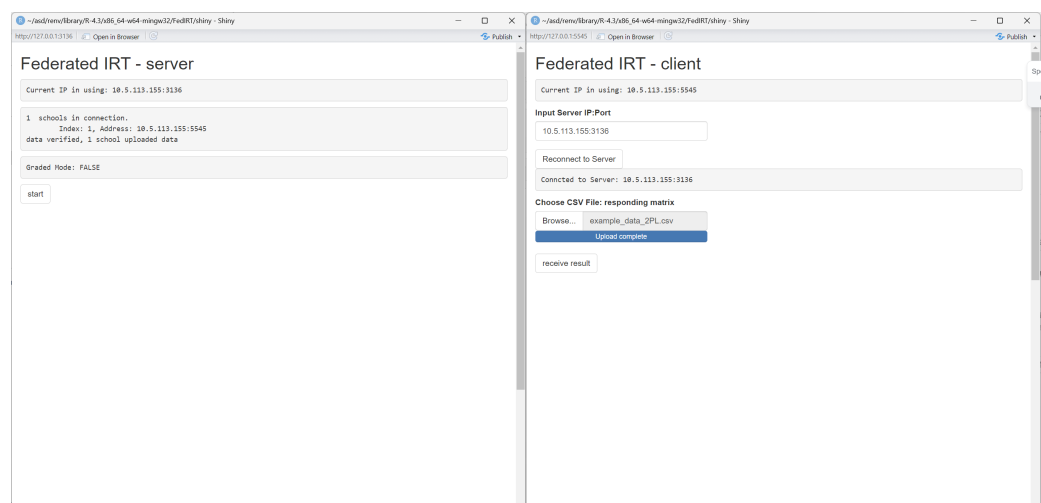 ~/asd/renv/library/R-4.3/x86_64-w64-mingw32/FedIRT/shiny - Shiny
http://127.0.0.1:3136 Open in Browser Publish
Federated IRT - server
Current IP in using: 10.5.113.155:3136
1 schools in connection.
Index: 1, Address: 10.5.113.155:5545
data verified, 1 school uploaded data
Graded Mode: FALSE
start
~/asd/renv/library/R-4.3/x86_64-w64-mingw32/FedIRT/shiny - Shiny
http://127.0.0.1:5545 Open in Browser Publish
Federated IRT - client
Current IP in using: 10.5.113.155:5545
Input Server IP:Port
10.5.113.155:3136
Reconnect to Server
Conncted to Server: 10.5.113.155:3136
Choose CSV File: responding matrix
Browse... example_data_2PL.csv
Upload complete
receive result